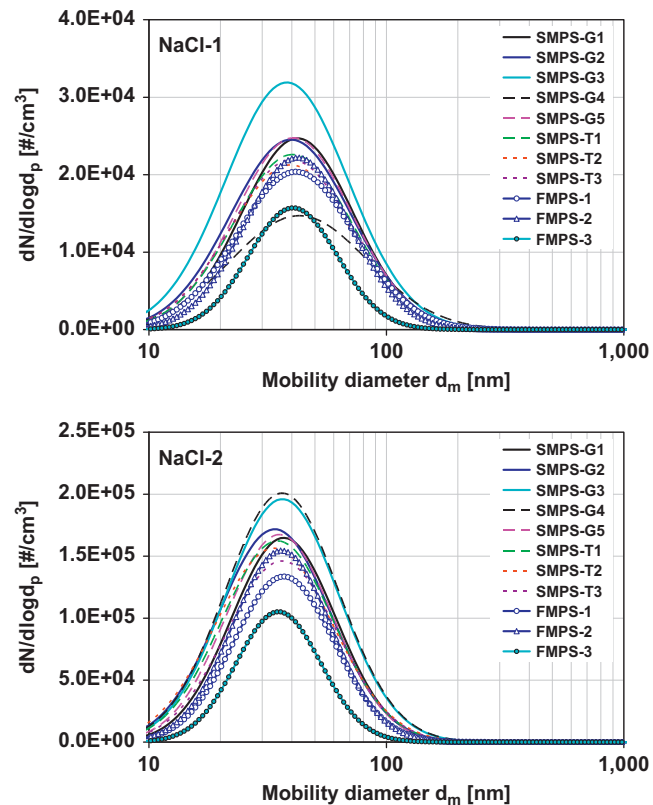 4.0E+04
NaCl-1
SMPS-G1
SMPS-G2
SMPS-G3
SMPS-G4
SMPS-G5
SMPS-T1
SMPS-T2
SMPS-T3
FMPS-1
FMPS-2
FMPS-3
3.0E+04
2.0E+04
1.0E+04
0.0E+00
dN/dlogdp [#/cm3]
10
100
1,000
Mobility diameter dm [nm]
2.5E+05
NaCl-2
SMPS-G1
SMPS-G2
SMPS-G3
SMPS-G4
SMPS-G5
SMPS-T1
SMPS-T2
SMPS-T3
FMPS-1
FMPS-2
FMPS-3
2.0E+05
1.5E+05
1.0E+05
5.0E+04
0.0E+00
dN/dlogdp [#/cm3]
10
100
1,000
Mobility diameter dm [nm]